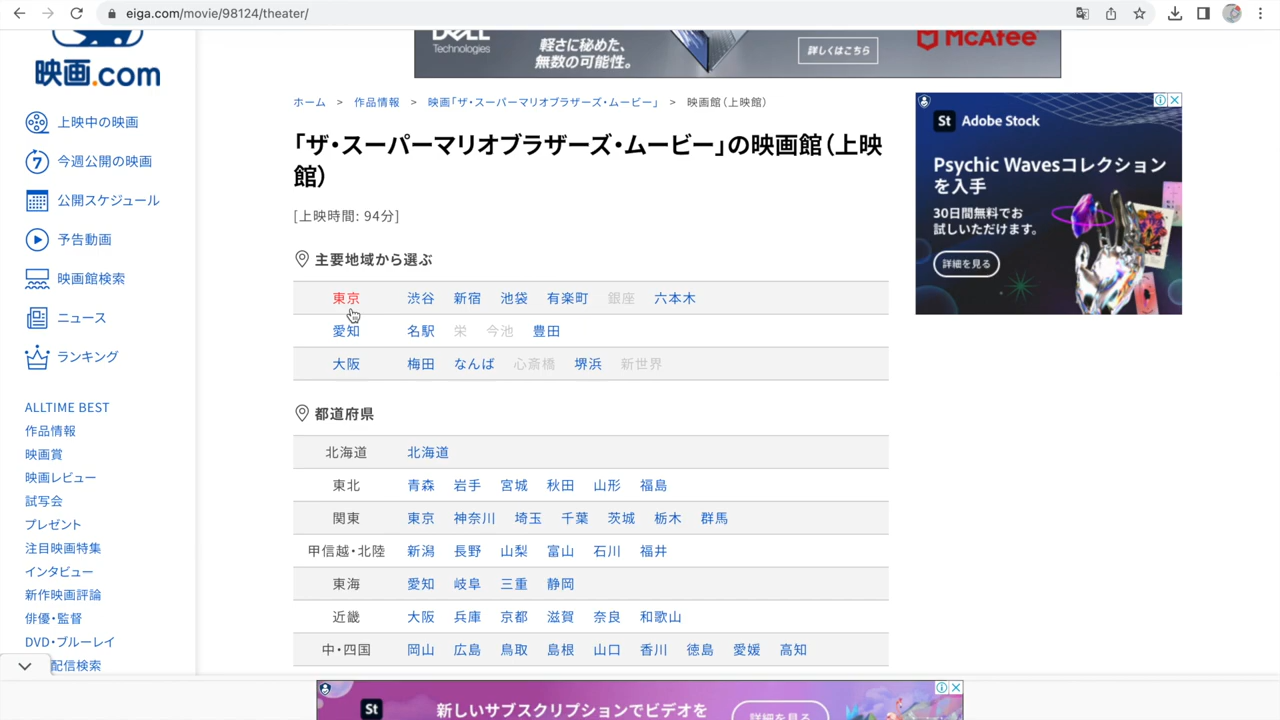 eiga.com/movie/98124/theater/
DELL
Technologies
軽さに秘めた、
無数の可能性。
詳しくはこちら
McAfee
映画.com
上映中の映画
今週公開の映画
7
公開スケジュール
予告動画
映画館検索
ニュース
ランキング
ALLTIME BEST
作品情報
映画賞
映画レビュー
試写会
プレゼント
注目映画特集
インタビュー
新作映画評論
俳優・監督
DVD・ブルーレイ
配信検索
ホーム > 作品情報 > 映画「ザ・スーパーマリオブラザーズ・ムービー」 > 映画館(上映館)
「ザ・スーパーマリオブラザーズ・ムービー」の映画館(上映
館)
[上映時間: 94分]
主要地域から選ぶ
東京 渋谷 新宿 池袋 有楽町 銀座 六本木
愛知 名駅 栄 今池 豊田
大阪 梅田 なんば 心斎橋 堺浜 新世界
都道府県
北海道 北海道
東北 青森 岩手 宮城 秋田 山形 福島
関東 東京 神奈川 埼玉 千葉 茨城 栃木 群馬
甲信越・北陸 新潟 長野 山梨 富山 石川 福井
東海 愛知 岐阜 三重 静岡
近畿 大阪 兵庫 京都 滋賀 奈良 和歌山
中・四国 岡山 広島 鳥取 島根 山口 香川 徳島 愛媛 高知
St Adobe Stock
Psychic Wavesコレクション
を入手
30日間無料でお
試しいただけます。
詳細を見る
St
新しいサブスクリプションでビデオを
詳細を見る